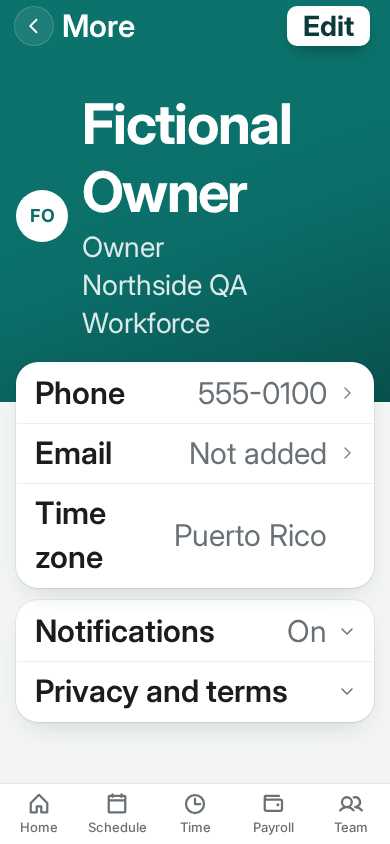 More
Edit
Fictional
Owner
FO
Owner
Northside QA
Workforce
Phone
555-0100
Email
Not added
Time
zone
Puerto Rico
Notifications
On
Privacy and terms
Home
Schedule
Time
Payroll
Team